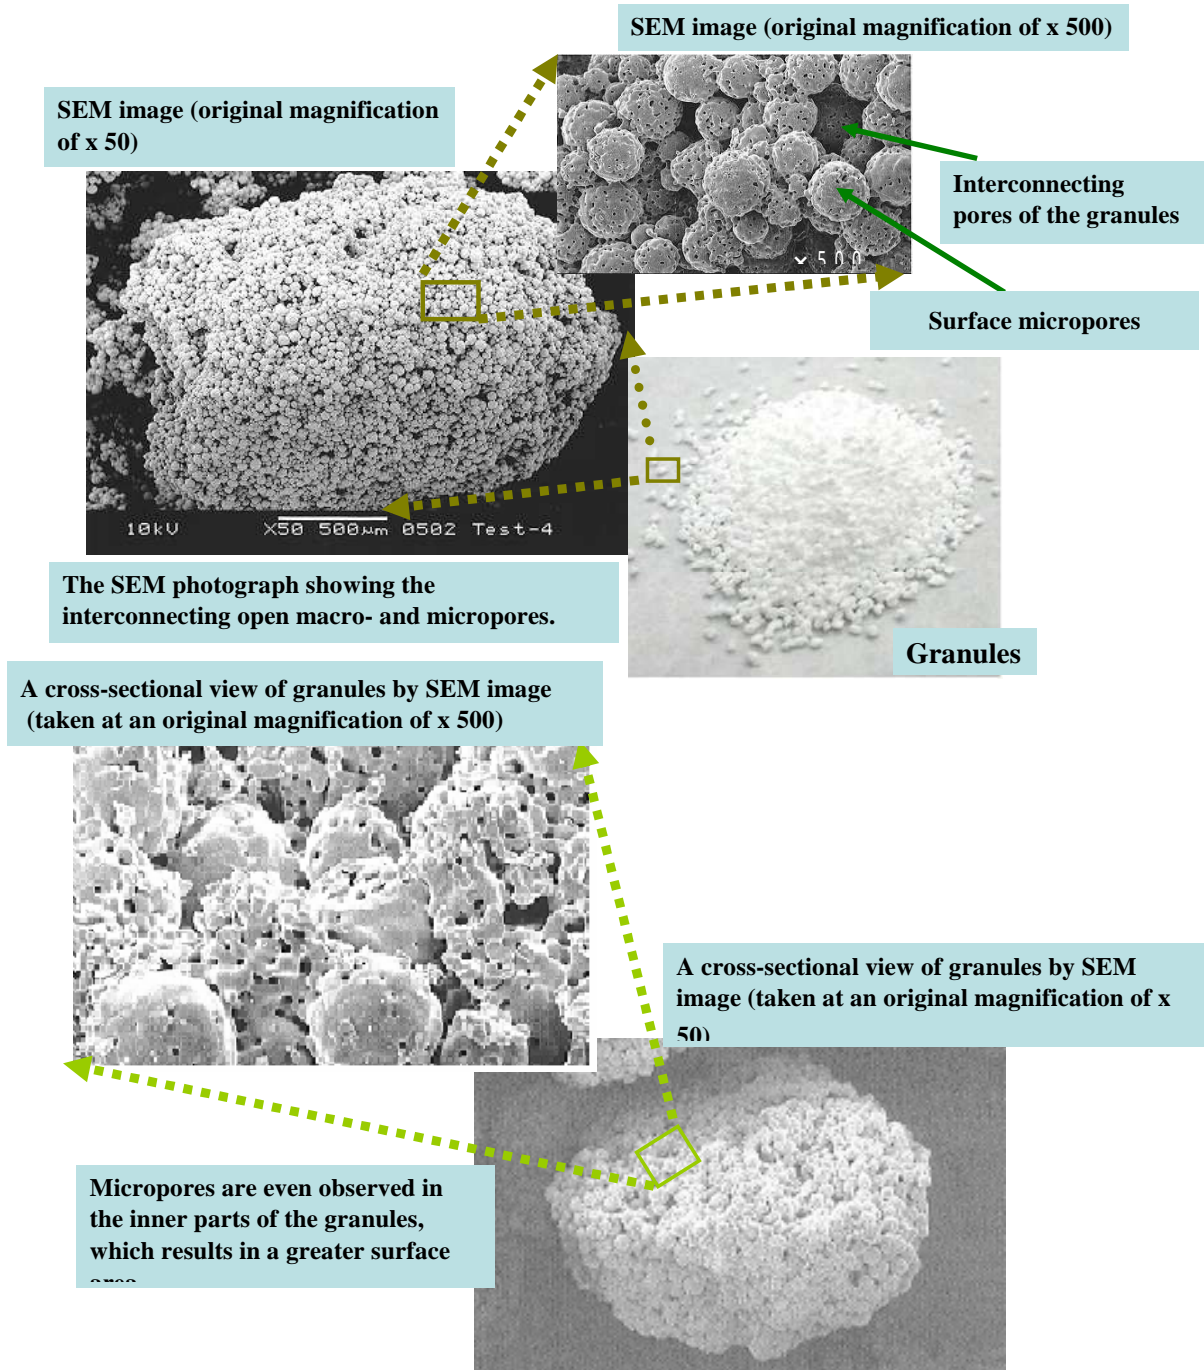 SEM image (original magnification of x 500)
SEM image (original magnification
of x 50)
Interconnecting
pores of the granules
x 500
Surface micropores
10kV X50 500µm 0502 Test-4
The SEM photograph showing the
interconnecting open macro- and micropores.
Granules
A cross-sectional view of granules by SEM image
(taken at an original magnification of x 500)
A cross-sectional view of granules by SEM
image (taken at an original magnification of x
50)
Micropores are even observed in
the inner parts of the granules,
which results in a greater surface
area